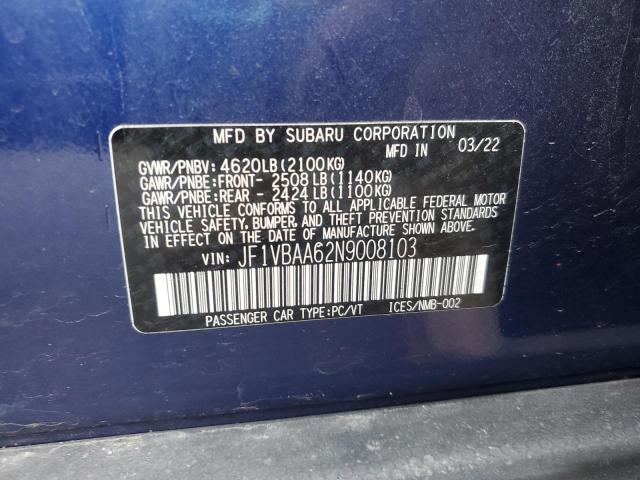 MFD BY SUBARU CORPORATION
MFD IN 03/22
GVWR/PNBV: 4620LB(2100KG)
GAWR/PNBE:FRONT- 2508LB(1140KG)
GAWR/PNBE:REAR - 2424LB(1100KG)
THIS VEHICLE CONFORMS TO ALL APPLICABLE FEDERAL MOTOR
VEHICLE SAFETY, BUMPER, AND THEFT PREVENTION STANDARDS
IN EFFECT ON THE DATE OF MANUFACTURE SHOWN ABOVE.
VIN: JF1VBAA62N9008103
PASSENGER CAR TYPE:PC/VT ICES/NMB-002